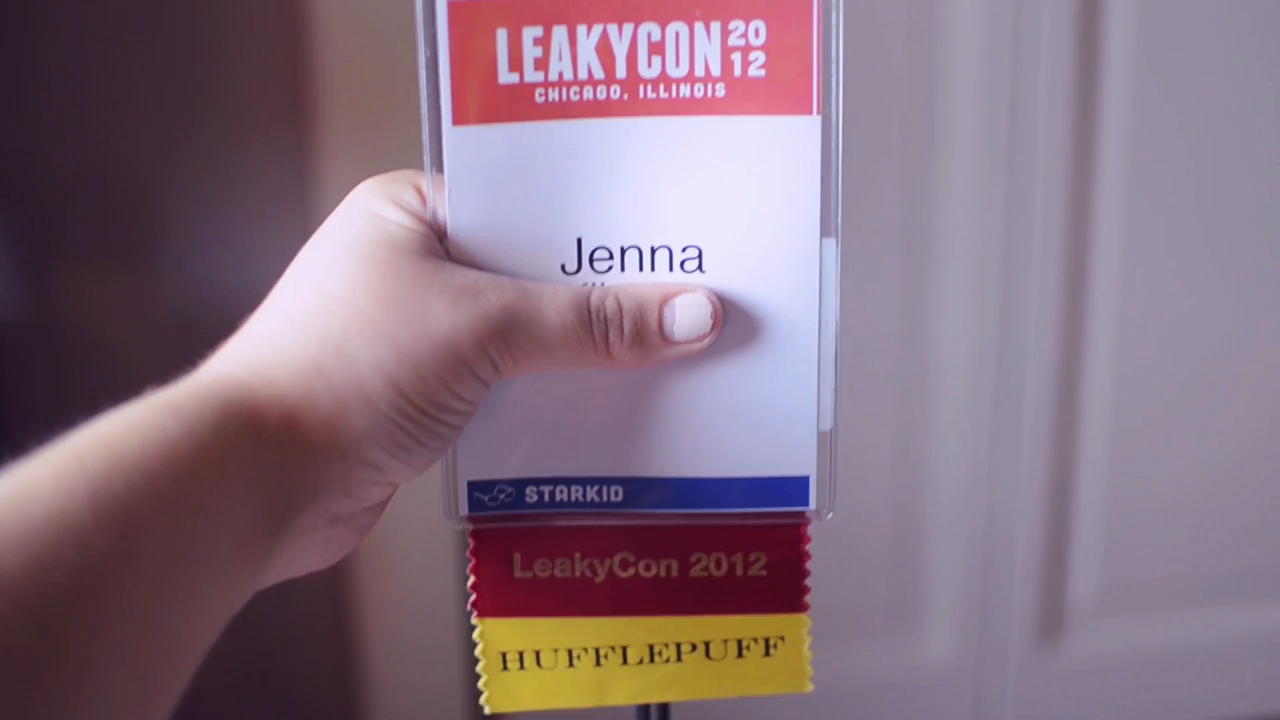 LEAKYCON 20
12
CHICAGO, ILLINOIS
Jenna
STARKID
LeakyCon 2012
HUFFLEPUFF